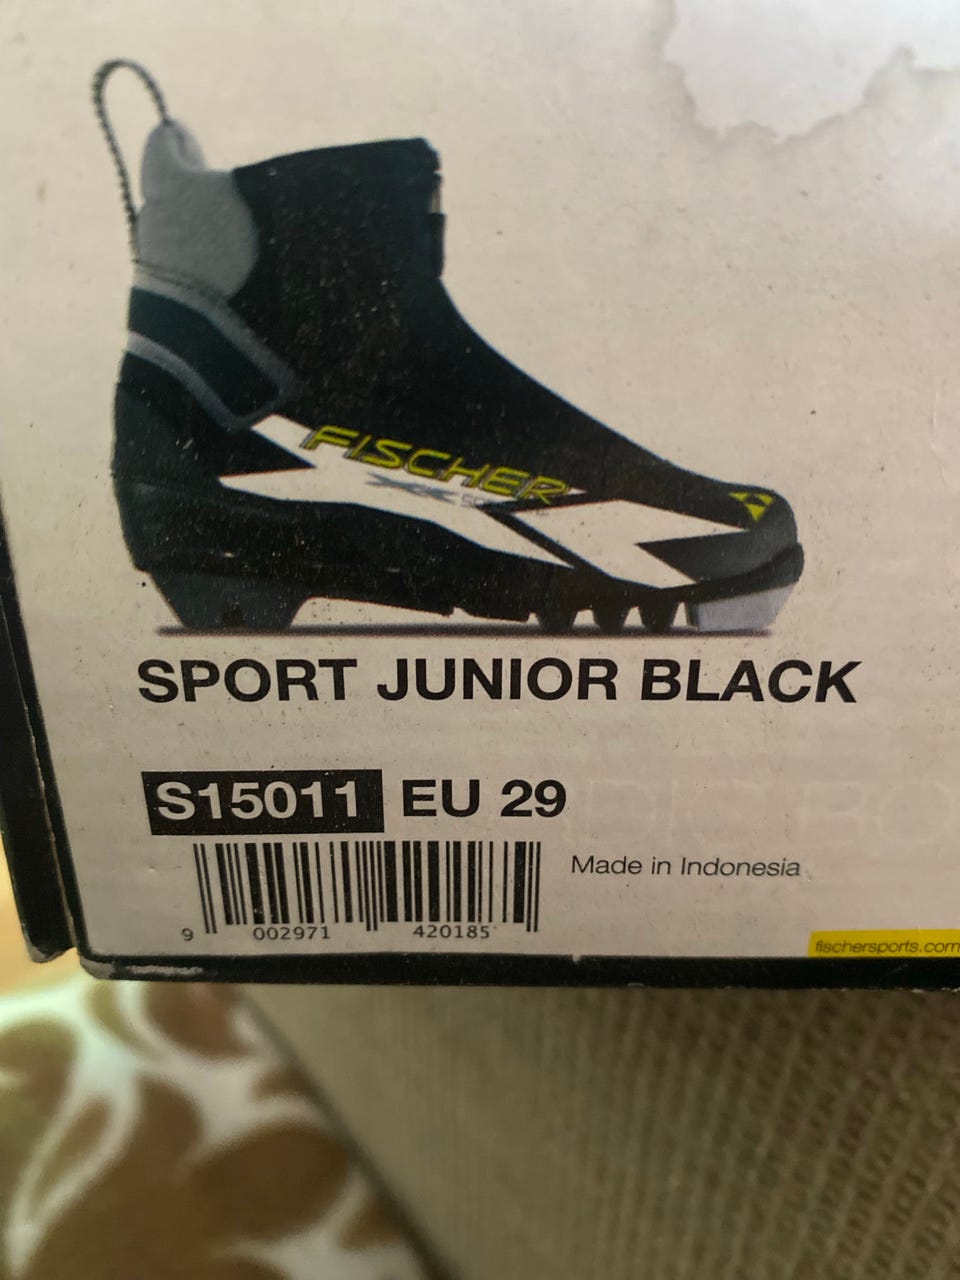 FISCHER
SPORT JUNIOR BLACK
S15011 EU 29
Made in Indonesia
9 002971 420185
fischersports.com